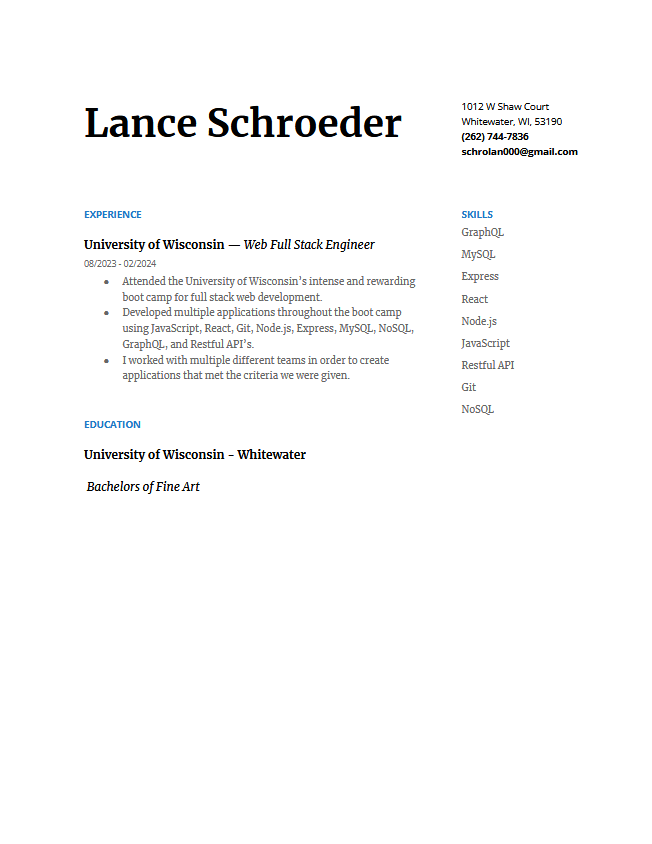 Lance Schroeder
1012 W Shaw Court
Whitewater, WI, 53190
(262) 744-7836
schrolan000@gmail.com
EXPERIENCE
University of Wisconsin — Web Full Stack Engineer
08/2023 - 02/2024
● Attended the University of Wisconsin's intense and rewarding
boot camp for full stack web development.
● Developed multiple applications throughout the boot camp
using JavaScript, React, Git, Node.js, Express, MySQL, NoSQL,
GraphQL, and Restful API's.
● I worked with multiple different teams in order to create
applications that met the criteria we were given.
EDUCATION
University of Wisconsin - Whitewater
Bachelors of Fine Art
SKILLS
GraphQL
MySQL
Express
React
Node.js
JavaScript
Restful API
Git
NoSQL